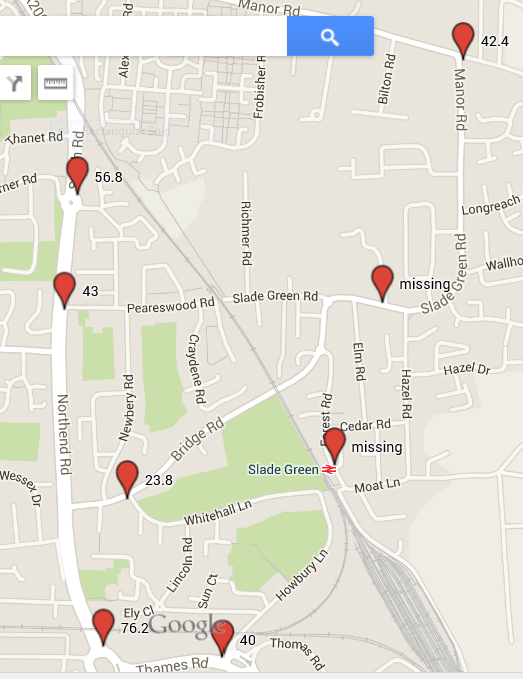 Manor Rd
42.4
Alex
Frobisher Rd
Bilton Rd
Manor Rd
Thanet Rd
Rd
56.8
rner Rd
Richmer Rd
Longreach
Wallho
missing
Slade Green Rd
Slade Green Rd
43
Peareswood Rd
Craydene Rd
Elm Rd
Hazel Rd
Hazel Dr
Newbery Rd
Northend Rd
Bridge Rd
Forest Rd
Cedar Rd
missing
Slade Green
Moat Ln
Wessex Dr
23.8
Whitehall Ln
Lincoln Rd
Sun Ct
Howbury Ln
Ely Cl
76.2
Google
40
Thomas Rd
Thames Rd